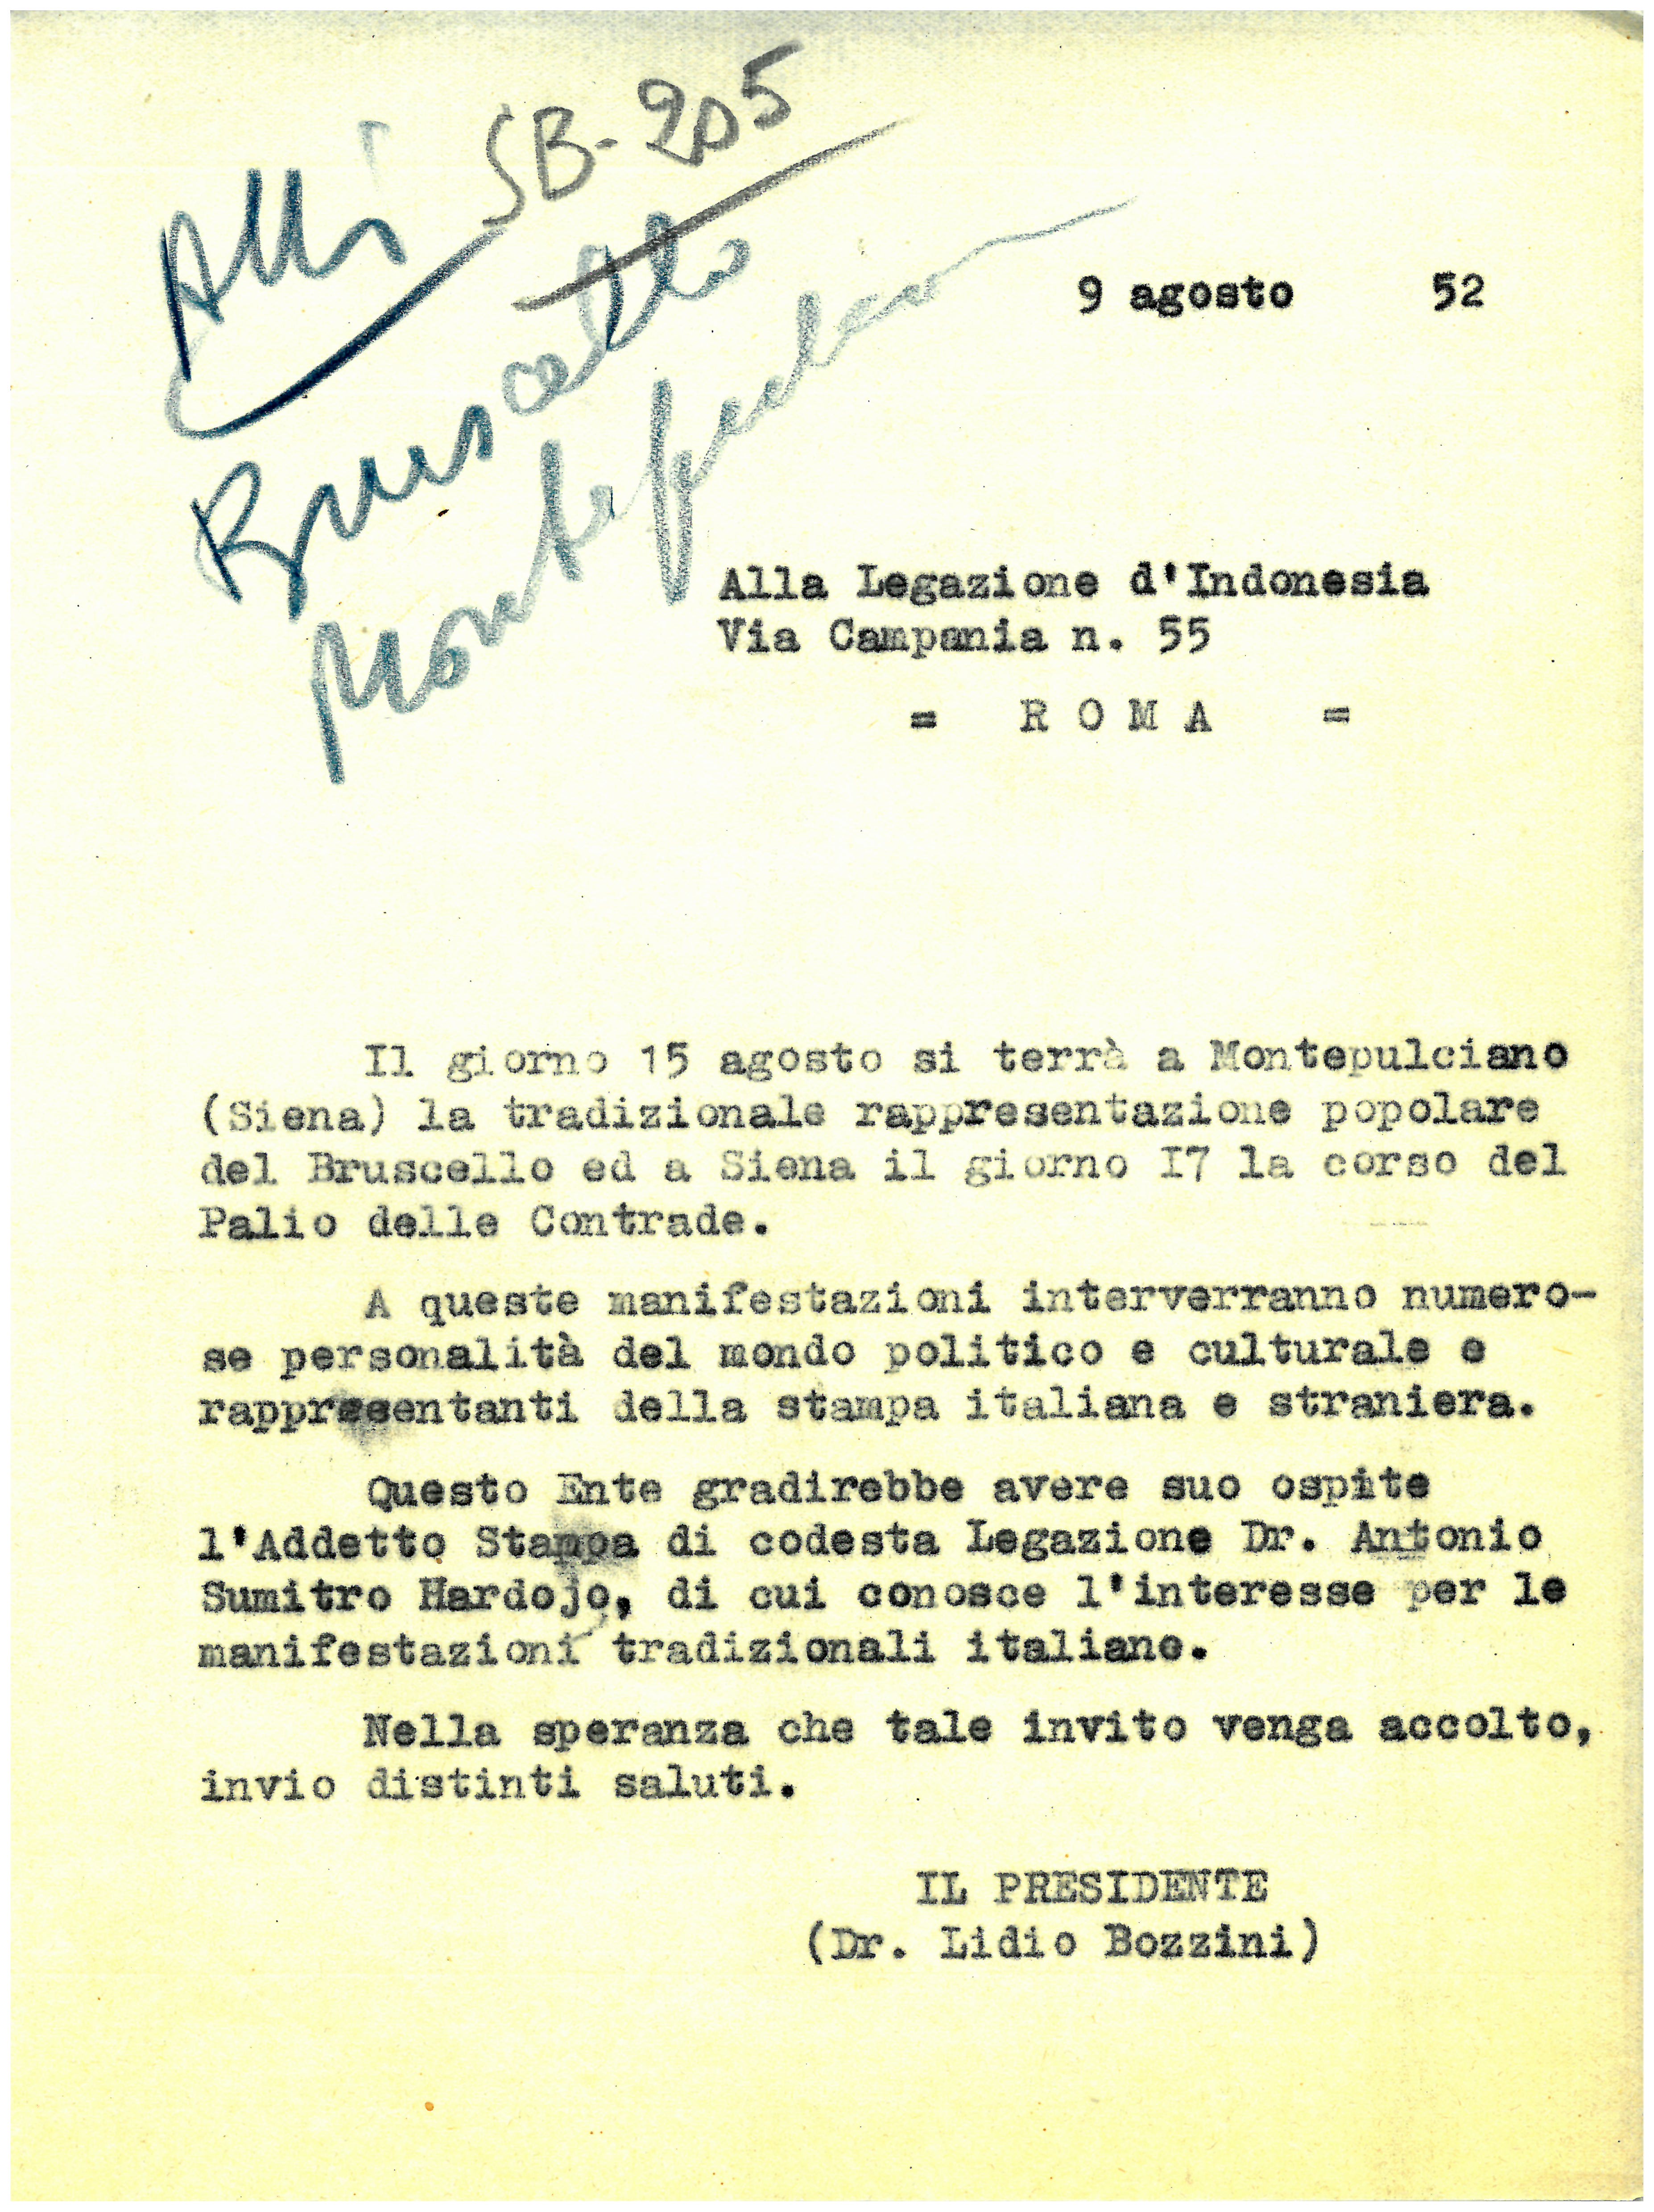 Atti
SB-205
Bruscello
Montepulciano
9 agosto 52
Alla Legazione d'Indonesia
Via Campania n. 55
= R O M A =
Il giorno 15 agosto si terrà a Montepulciano
(Siena) la tradizionale rappresentazione popolare
del Bruscello ed a Siena il giorno I7 la corso del
Palio delle Contrade.
A queste manifestazioni interverranno numero-
se personalità del mondo politico e culturale e
rappresentanti della stampa italiana e straniera.
Questo Ente gradirebbe avere suo ospite
l'Addetto Stampa di codesta Legazione Dr. Antonio
Sumitro Hardojo, di cui conosce l'interesse per le
manifestazioni tradizionali italiane.
Nella speranza che tale invito venga accolto,
invio distinti saluti.
IL PRESIDENTE
(Dr. Lidio Bozzini)